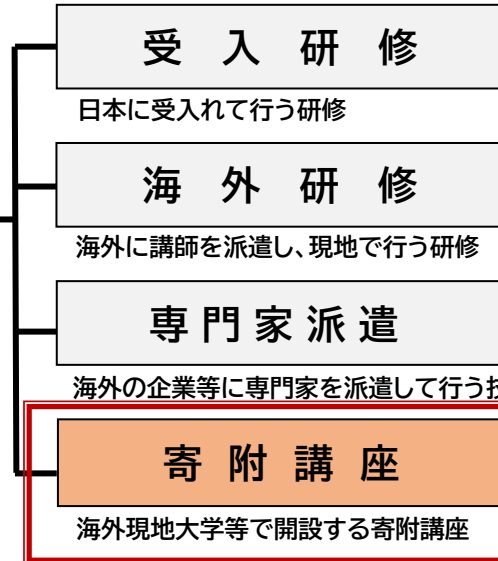 受入研修
日本に受入れて行う研修
海外研修
海外に講師を派遣し、現地で行う研修
専門家派遣
海外の企業等に専門家を派遣して行う技
寄附講座
海外現地大学等で開設する寄附講座